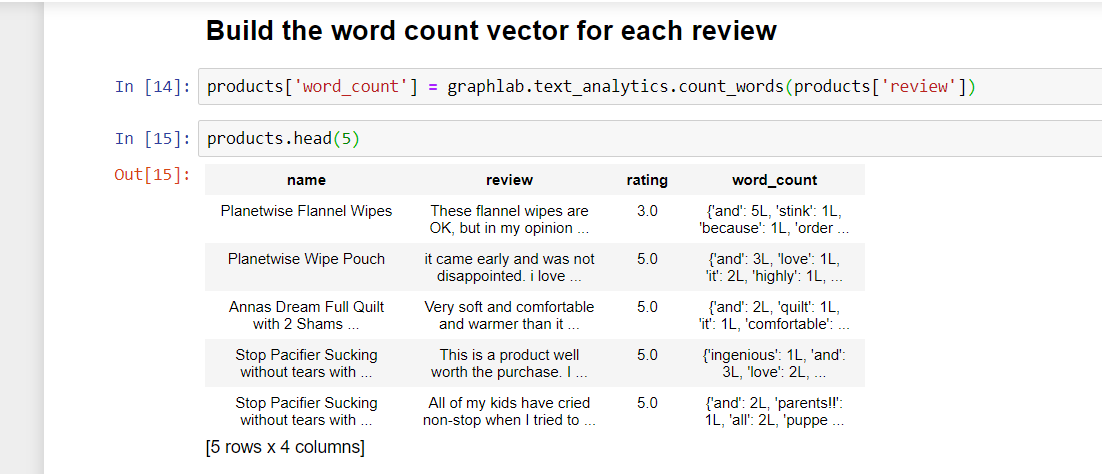 Build the word count vector for each review
In [14]: products['word_count'] = graphlab.text_analytics.count_words(products['review'])
In [15]: products.head(5)
Out[15]:
name review rating word_count
Planetwise Flannel Wipes These flannel wipes are 3.0 {'and': 5L, 'stink': 1L,
OK, but in my opinion ... 'because': 1L, 'order ...
Planetwise Wipe Pouch it came early and was not 5.0 {'and': 3L, 'love': 1L,
disappointed. i love ... 'it': 2L, 'highly': 1L, ...
Annas Dream Full Quilt Very soft and comfortable 5.0 {'and': 2L, 'quilt': 1L,
with 2 Shams ... and warmer than it ... 'it': 1L, 'comfortable': ...
Stop Pacifier Sucking This is a product well 5.0 {'ingenious': 1L, 'and':
without tears with ... worth the purchase. I ... 3L, 'love': 2L, ...
Stop Pacifier Sucking All of my kids have cried 5.0 {'and': 2L, 'parents!!':
without tears with ... non-stop when I tried to ... 1L, 'all': 2L, 'puppe ...
[5 rows x 4 columns]